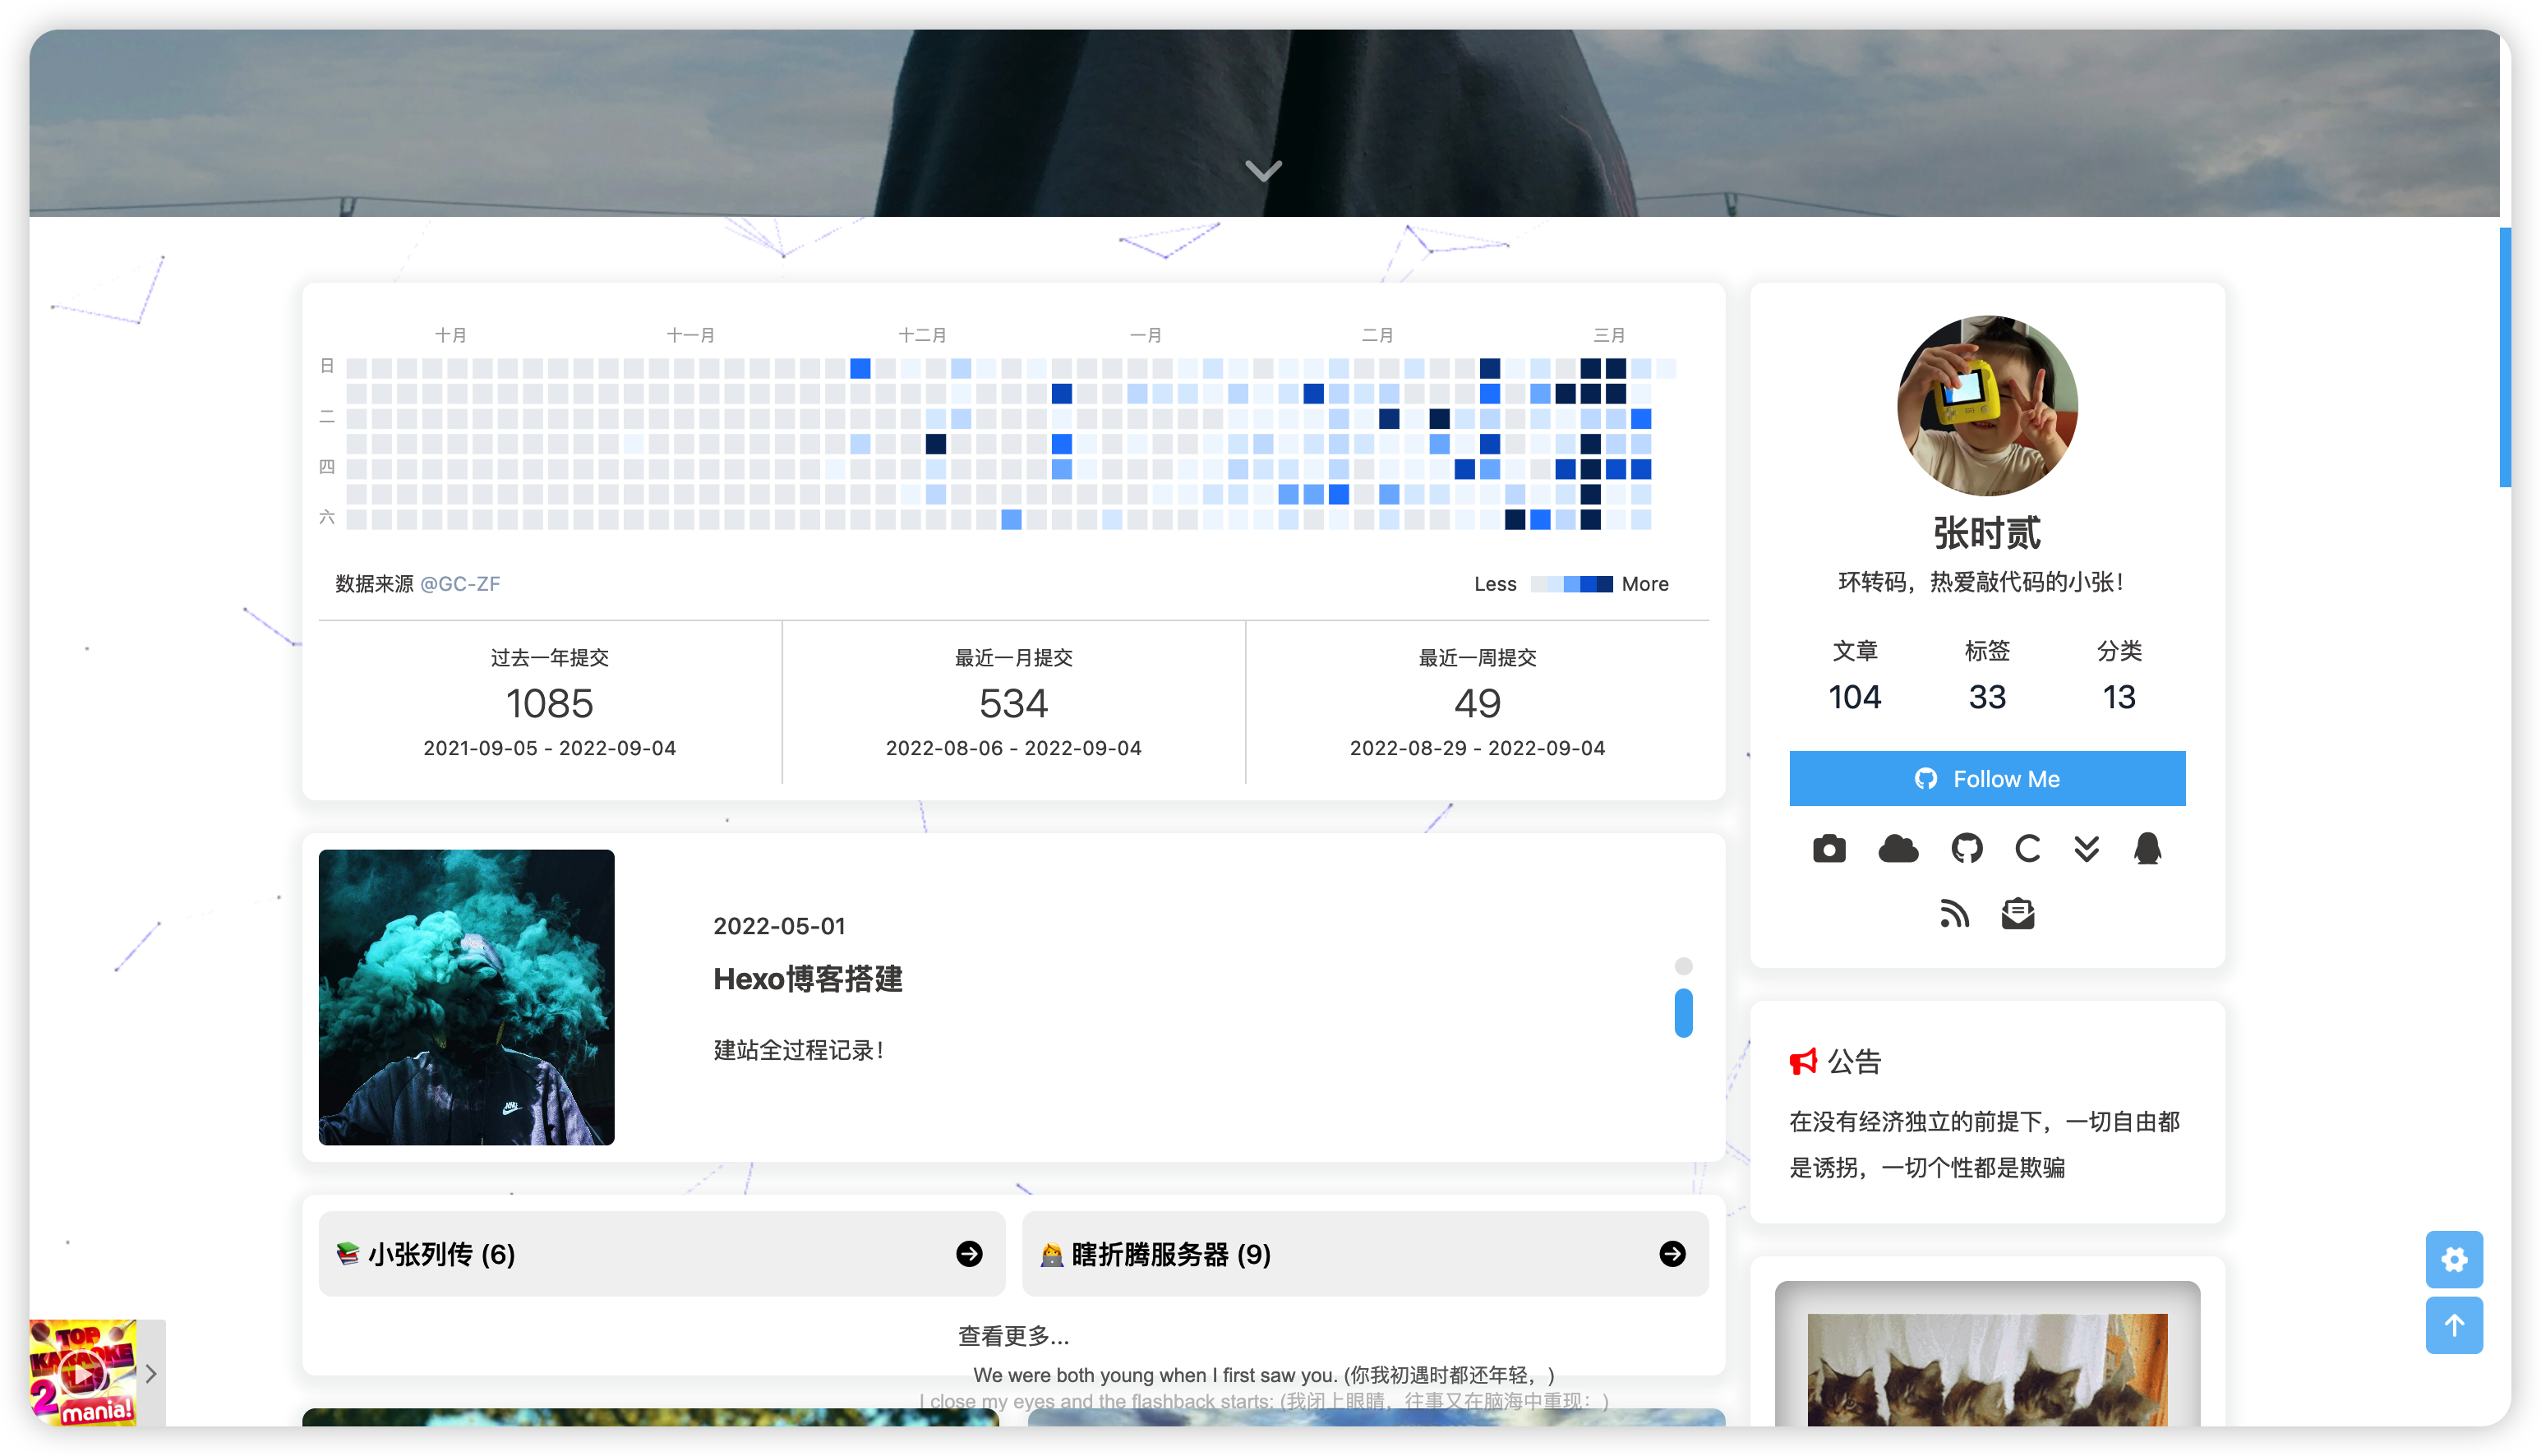 十月 十一月 十二月 一月 二月 三月
日
二
四
六
数据来源 @GC-ZF
Less More
过去一年提交
1085
2021-09-05 - 2022-09-04
最近一月提交
534
2022-08-06 - 2022-09-04
最近一周提交
49
2022-08-29 - 2022-09-04
2022-05-01
Hexo博客搭建
建站全过程记录！
📚 小张列传 (6)
👩‍💻 瞎折腾服务器 (9)
查看更多...
We were both young when I first saw you. (你我初遇时都还年轻，)
I close my eyes and the flashback starts: (我闭上眼睛，往事又在脑海中重现：)
TOP
KARAOKE
2
mania!
张时贰
环转码，热爱敲代码的小张！
文章 标签 分类
104 33 13
Follow Me
公告
在没有经济独立的前提下，一切自由都
是诱拐，一切个性都是欺骗